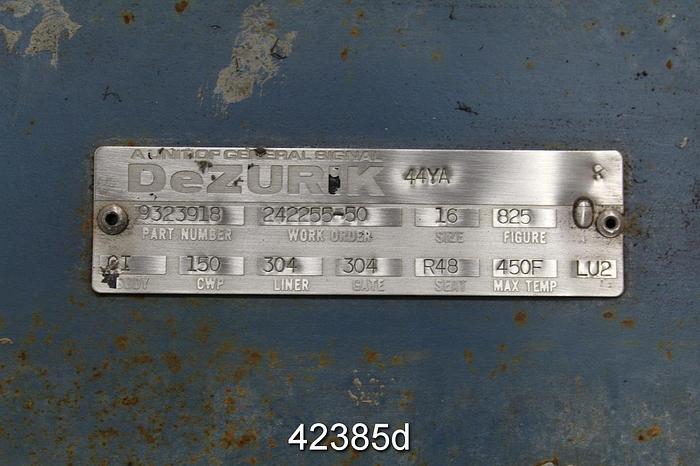 A UNIT OF GENERAL SIGNAL
DeZURIK 44YA
9323918 242255-50 16 825 0
PART NUMBER WORK ORDER SIZE FIGURE
CI 150 304 304 R48 450F LU2
BODY CWP LINER GATE SEAT MAX TEMP
42385d